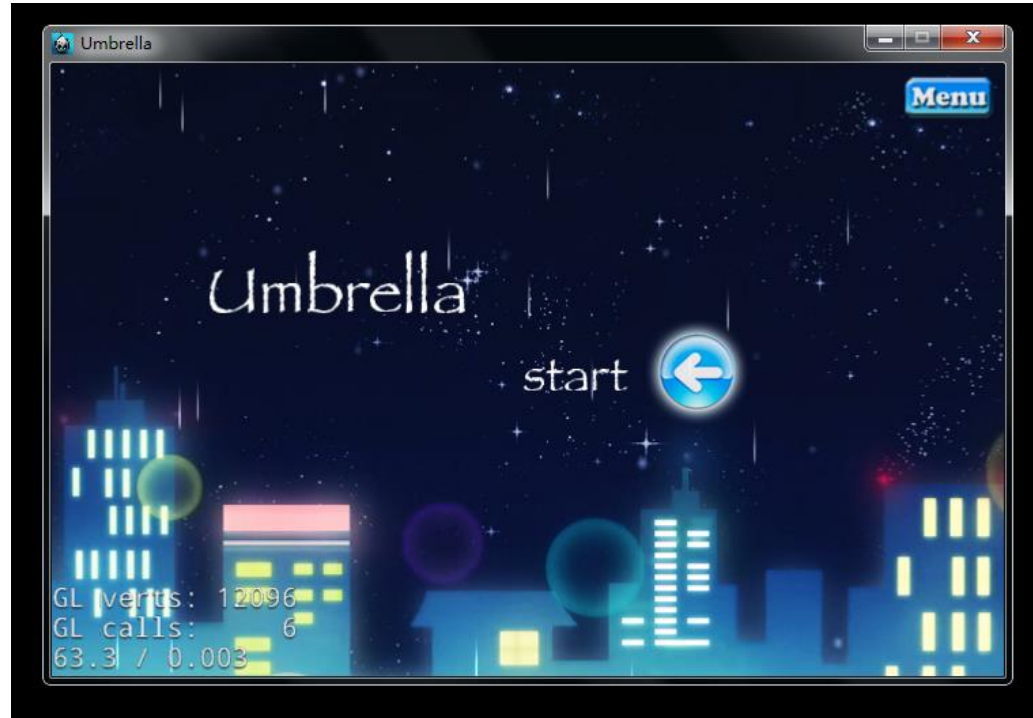 Umbrella
Menu
Umbrella
start
GL verts: 12096
GL calls: 6
63.3 / 0.003